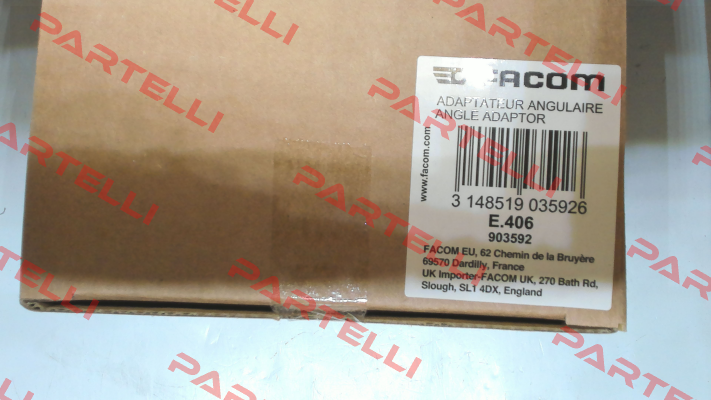 FACOM
ADAPTATEUR ANGULAIRE
ANGLE ADAPTOR
www.facom.com
3 148519 035926
E.406
903592
FACOM EU, 62 Chemin de la Bruyère
69570 Dardilly, France
UK Importer-FACOM UK, 270 Bath Rd,
Slough, SL1 4DX, England
PARTELLI
PARTELLI
PARTELLI
PARTELLI
PARTELLI
PARTELLI
PARTELLI
PARTELLI